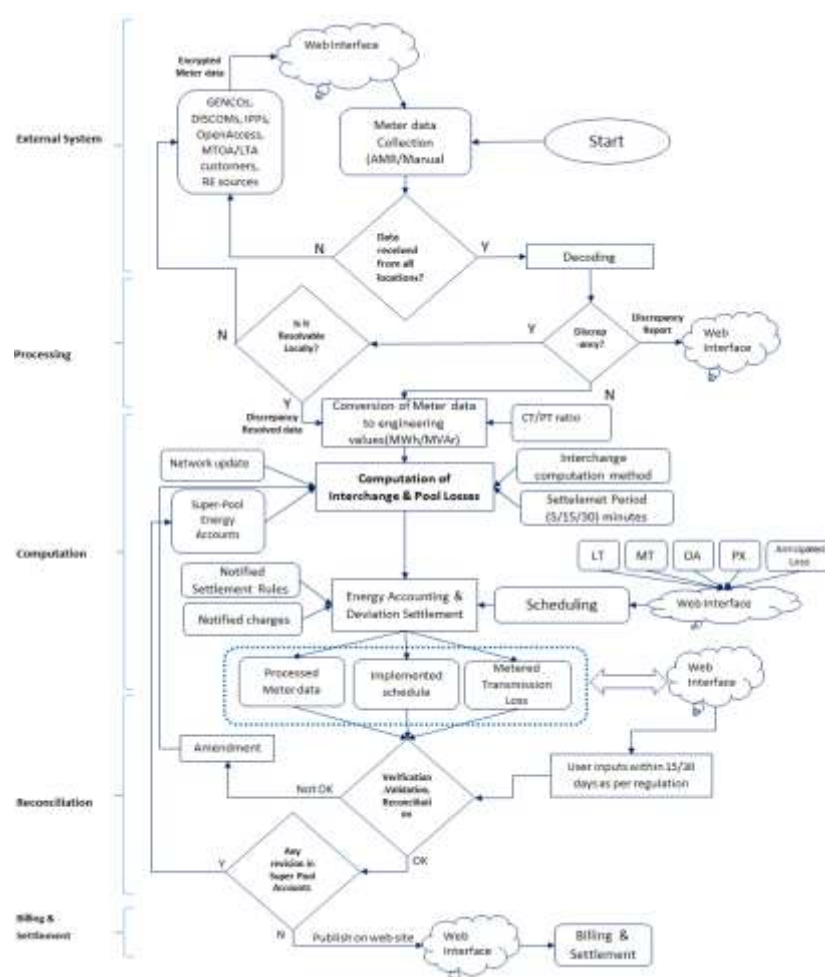 Web Interface
Encrypted
Meter data
GENCOs,
DISCOMs, IPPs,
OpenAccess,
MTOA/LTA
customers,
RE sources
External System
Meter data
Collection
(AMR/Manual
Start
N
Data
received
from all
locations?
Y
Decoding
N
Is it
Resolvable
Locally?
Y
Discrep
ancy?
Discrepancy
Report
Web
Interface
Processing
Y
Discrepancy
Resolved data
Conversion of Meter data
to engineering
values(MWh/MVAr)
N
CT/PT ratio
Network update
Computation of
Interchange & Pool Losses
Interchange
computation method
Super-Pool
Energy
Accounts
Settelemet Period
(5/15/30) minutes
Computation
LT
MT
OA
PX
Anticipated
Loss
Notified
Settlement Rules
Energy Accounting &
Deviation Settlement
Scheduling
Web Interface
Notified charges
Processed
Meter data
Implemented
schedule
Metered
Transmission
Loss
Web
Interface
Amendment
User inputs within 15/30
days as per regulation
Not OK
Verification
,Validation,
Reconciliati
on
Reconciliation
OK
Y
Any
revision in
Super Pool
Accounts
Billing &
Settlement
N
Publish on web-site
Web
Interface
Billing &
Settlement